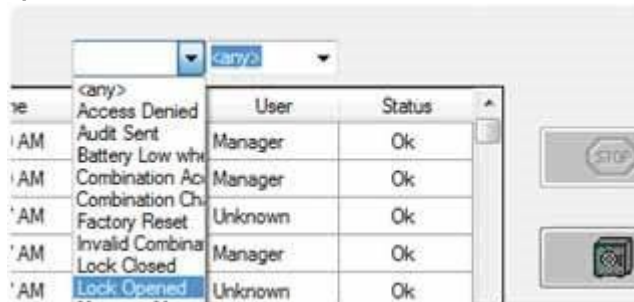 <any>
<any>
Access Denied
Audit Sent
Battery Low whe
Combination Ac
Combination Ch
Factory Reset
Invalid Combina
Lock Closed
Lock Opened
User Status
AM Manager Ok
AM Manager Ok
AM Unknown Ok
AM Manager Ok
AM Unknown Ok
STOP